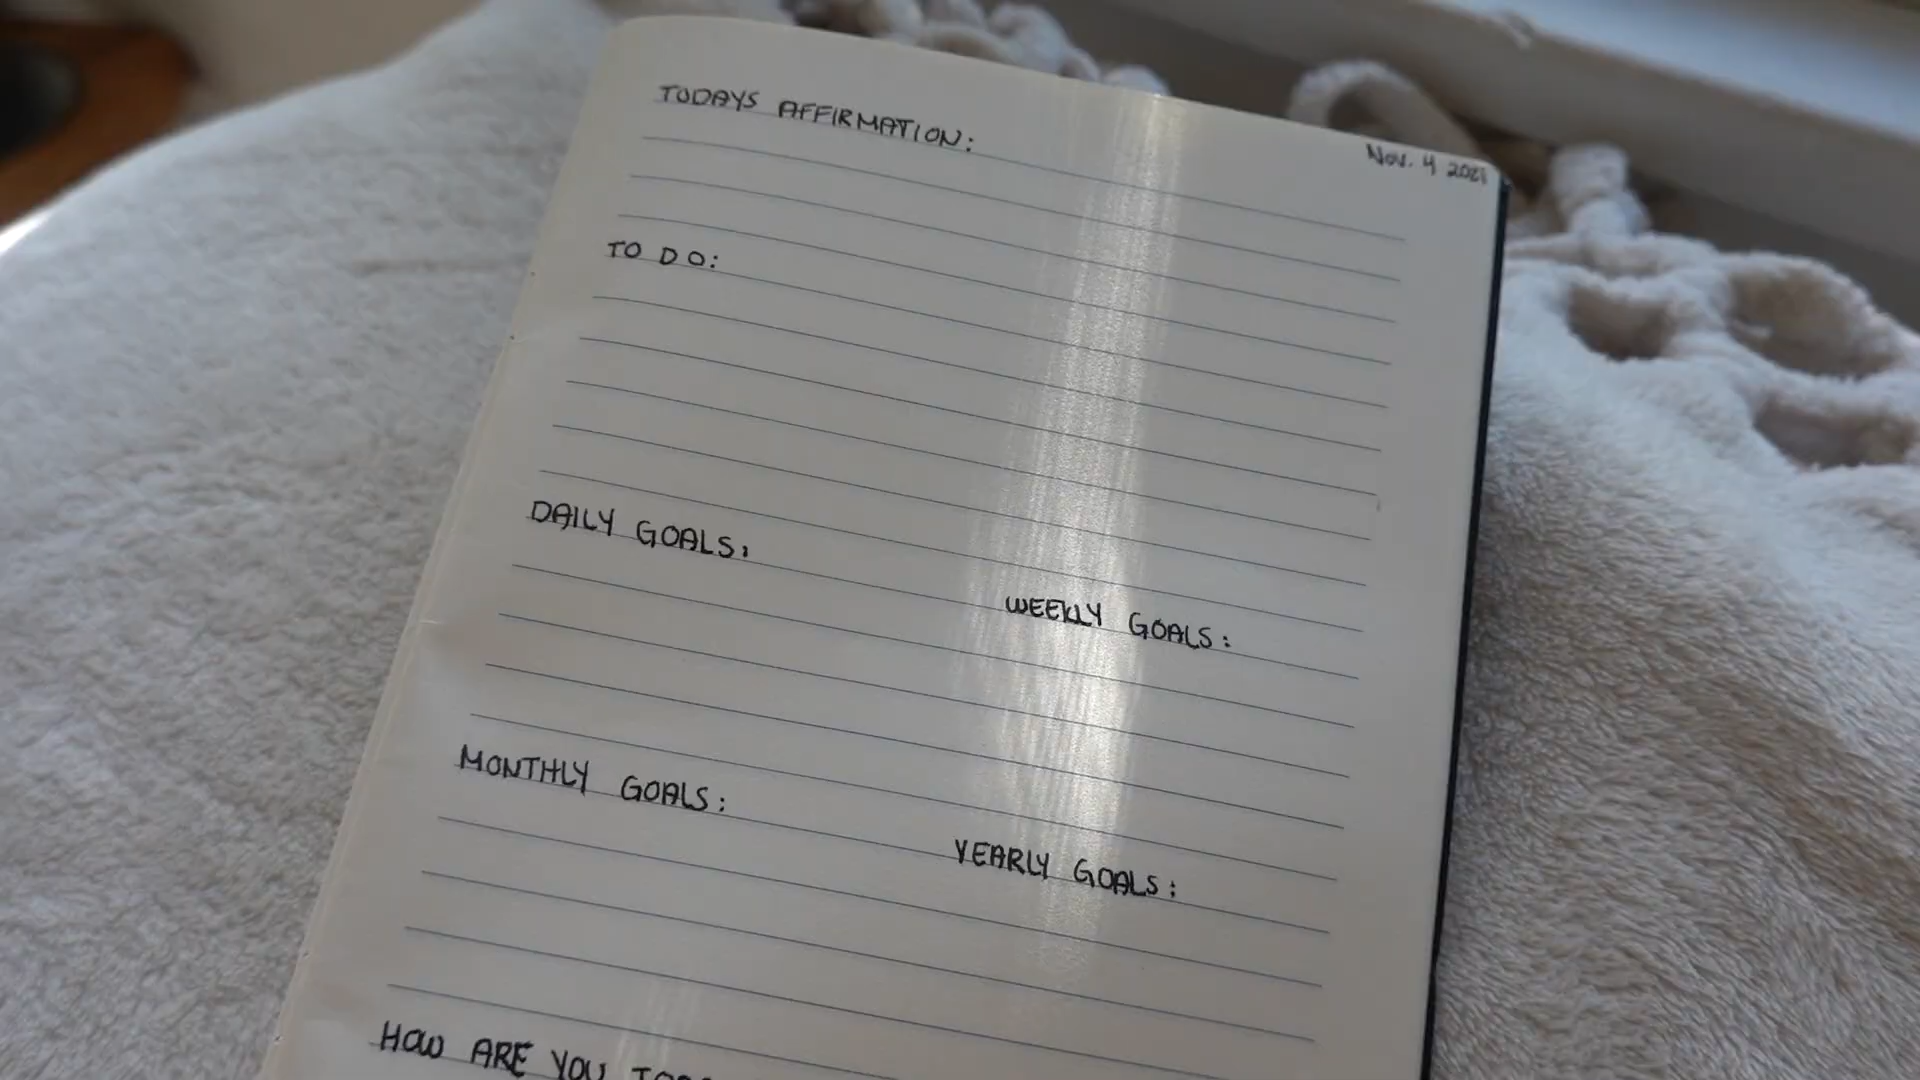 Nov. 4 2021
TODAYS AFFIRMATION:
TO DO:
DAILY GOALS:
WEEKLY GOALS:
MONTHLY GOALS:
YEARLY GOALS:
HOW ARE YOU